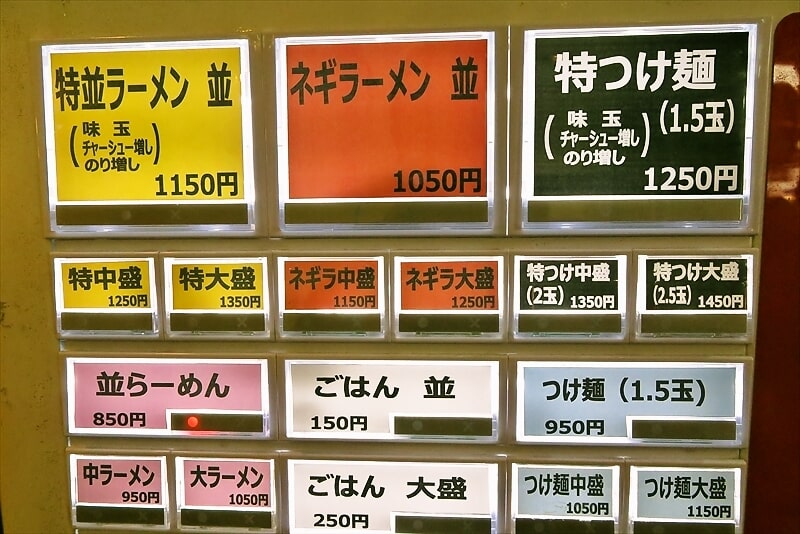 特並ラーメン 並
(味玉
チャーシュー増し
のり増し)
1150円
ネギラーメン 並
1050円
特つけ麺
(味玉
チャーシュー増し
のり増し)
(1.5玉)
1250円
特中盛
1250円
特大盛
1350円
ネギラ中盛
1150円
ネギラ大盛
1250円
特つけ中盛
(2玉) 1350円
特つけ大盛
(2.5玉) 1450円
並らーめん
850円
ごはん 並
150円
つけ麺 (1.5玉)
950円
中ラーメン
950円
大ラーメン
1050円
ごはん 大盛
250円
つけ麺中盛
1050円
つけ麺大盛
1150円